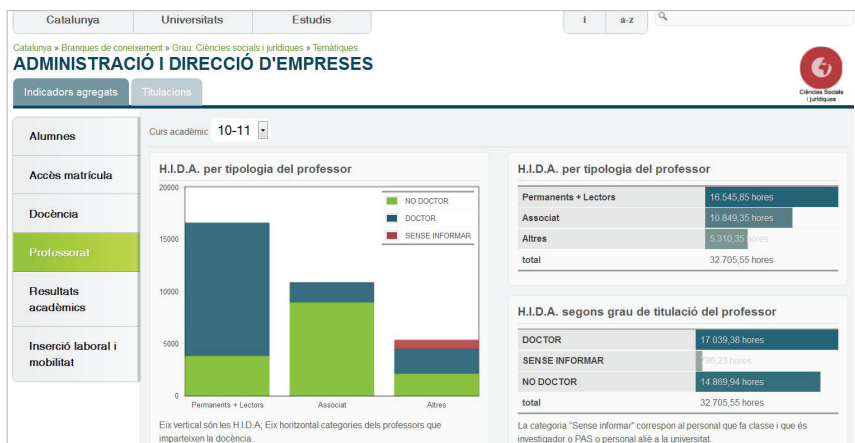 Catalunya
Universitats
Estudis
i
a-z
Catalunya » Branques de coneixement » Grau: Ciències socials i jurídiques » Temàtiques
ADMINISTRACIÓ I DIRECCIÓ D'EMPRESES
Indicadors agregats
Titulacions
Ciències Socials
i jurídiques
Alumnes
Accès matrícula
Docència
Professorat
Resultats
acadèmics
Inserció laboral i
mobilitat
Curs acadèmic 10-11
H.I.D.A. per tipologia del professor
20000
15000
10000
5000
0
NO DOCTOR
DOCTOR
SENSE INFORMAR
Permanents + Lectors
Associat
Altres
Eix vertical són les H.I.D.A; Eix horitzontal categories dels professors que
imparteixen la docència.
H.I.D.A. per tipologia del professor
Permanents + Lectors 16.545,85 hores
Associat 10.849,35 hores
Altres 5.310,35 hores
total 32.705,55 hores
H.I.D.A. segons grau de titulació del professor
DOCTOR 17.039,38 hores
SENSE INFORMAR 796,23 hores
NO DOCTOR 14.869,94 hores
total 32.705,55 hores
La categoria "Sense informar" correspon al personal que fa classe i que és
investigador o PAS o personal aliè a la universitat.